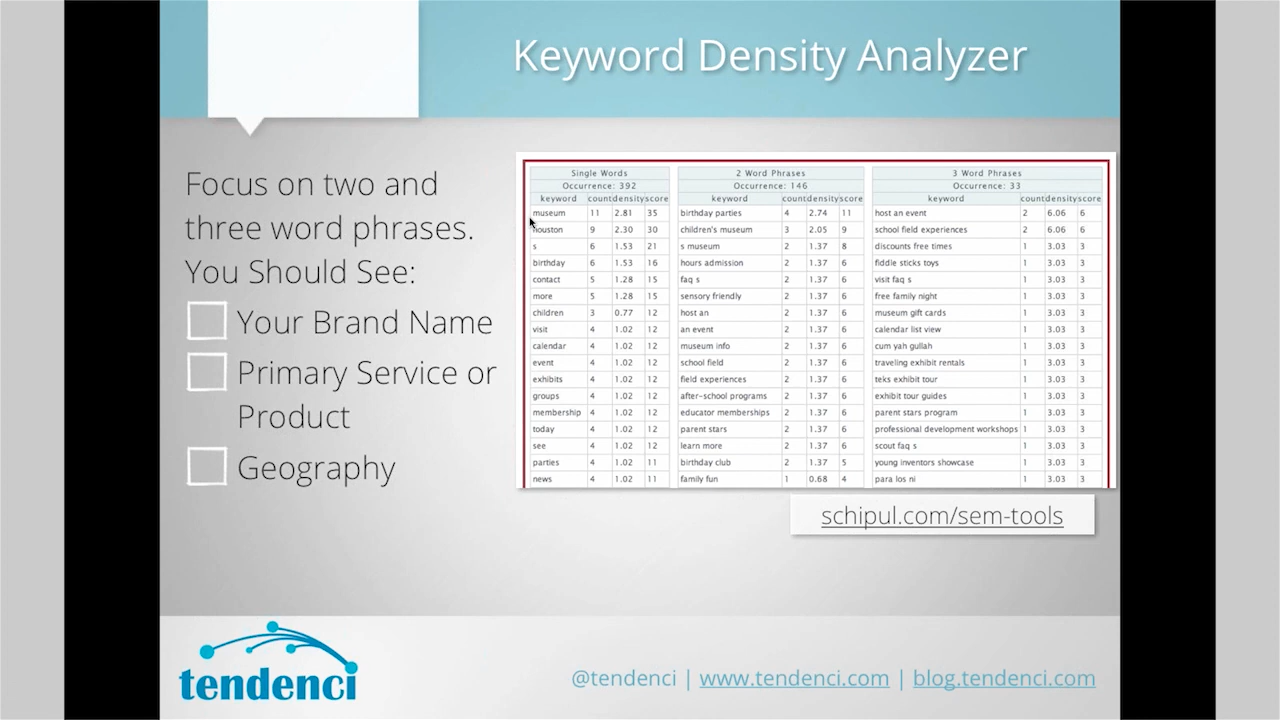 Keyword Density Analyzer
Focus on two and
three word phrases.
You Should See:
Your Brand Name
Primary Service or
Product
Geography
Single Words
Occurrence: 392
keyword count density score
museum 11 2.81 35
houston 9 2.30 30
s 6 1.53 21
birthday 6 1.53 16
contact 5 1.28 15
more 5 1.28 15
children 3 0.77 12
visit 4 1.02 12
calendar 4 1.02 12
event 4 1.02 12
exhibits 4 1.02 12
groups 4 1.02 12
membership 4 1.02 12
today 4 1.02 12
see 4 1.02 12
parties 4 1.02 11
news 4 1.02 11
2 Word Phrases
Occurrence: 146
keyword count density score
birthday parties 4 2.74 11
children's museum 3 2.05 9
s museum 2 1.37 8
hours admission 2 1.37 6
faq s 2 1.37 6
sensory friendly 2 1.37 6
host an 2 1.37 6
an event 2 1.37 6
museum info 2 1.37 6
school field 2 1.37 6
field experiences 2 1.37 6
after-school programs 2 1.37 6
educator memberships 2 1.37 6
parent stars 2 1.37 6
learn more 2 1.37 6
birthday club 2 1.37 5
family fun 1 0.68 4
3 Word Phrases
Occurrence: 33
keyword count density score
host an event 2 6.06 6
school field experiences 2 6.06 6
discounts free times 1 3.03 3
fiddle sticks toys 1 3.03 3
visit faq s 1 3.03 3
free family night 1 3.03 3
museum gift cards 1 3.03 3
calendar list view 1 3.03 3
cum yah gullah 1 3.03 3
traveling exhibit rentals 1 3.03 3
teks exhibit tour 1 3.03 3
exhibit tour guides 1 3.03 3
parent stars program 1 3.03 3
professional development workshops 1 3.03 3
scout faq s 1 3.03 3
young inventors showcase 1 3.03 3
para los ni 1 3.03 3
schipul.com/sem-tools
tendenci
@tendenci | www.tendenci.com | blog.tendenci.com